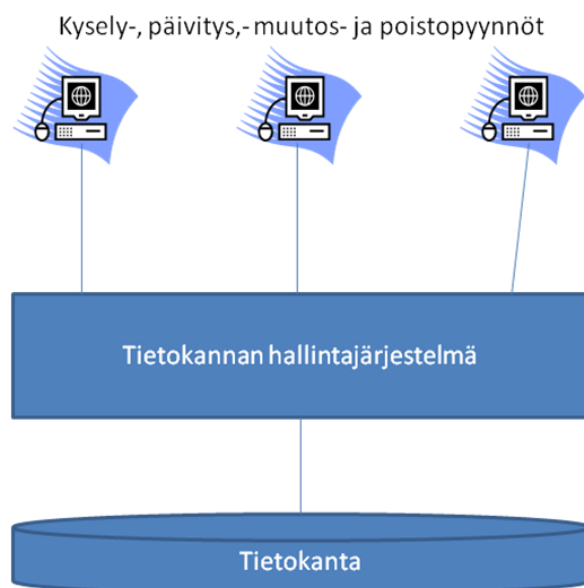 Kysely-, päivitys,- muutos- ja poistopyynnöt
Tietokannan hallintajärjestelmä
Tietokanta